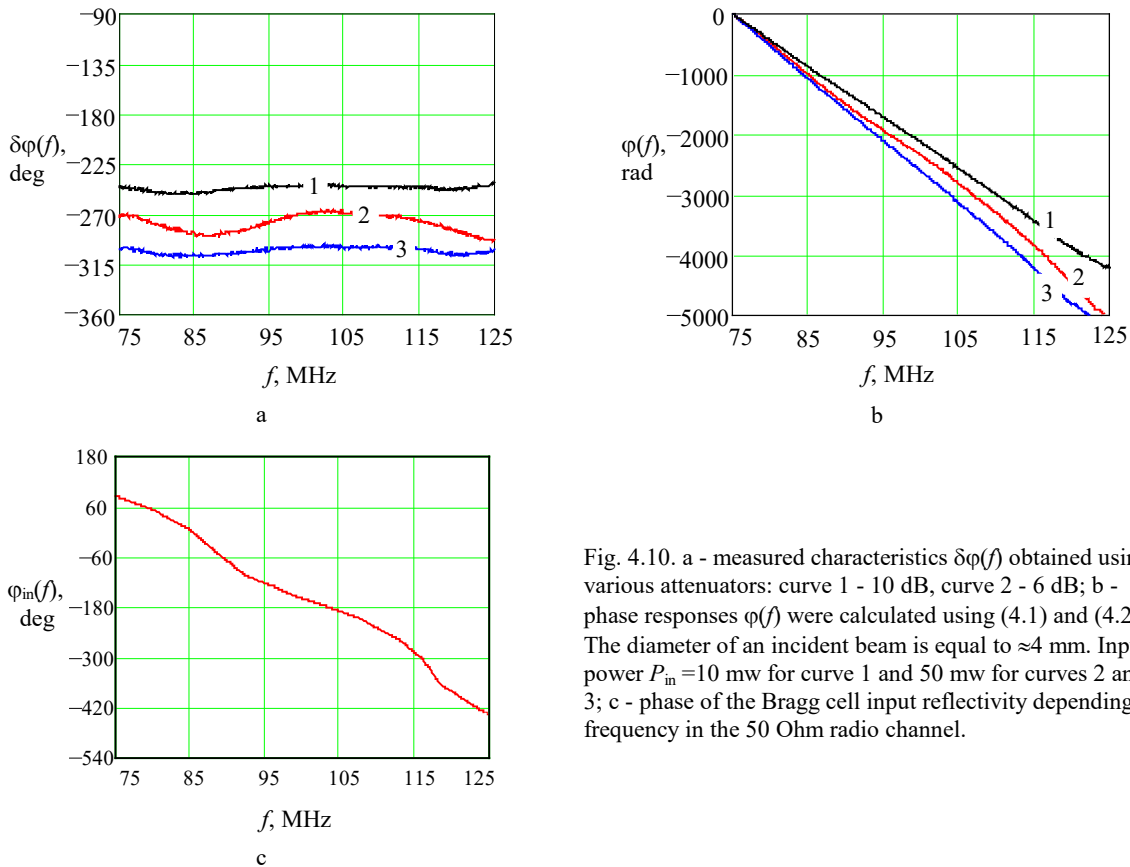 −90
−135
−180
−225
−270
−315
−360
δφ(f),
deg
1
2
3
75 85 95 105 115 125
f, MHz
a
0
−1000
−2000
−3000
−4000
−5000
φ(f),
rad
1
2
3
75 85 95 105 115 125
f, MHz
b
180
60
−60
−180
−300
−420
−540
φin(f),
deg
75 85 95 105 115 125
f, MHz
c
Fig. 4.10. a - measured characteristics δφ(f) obtained usin
various attenuators: curve 1 - 10 dB, curve 2 - 6 dB; b -
phase responses φ(f) were calculated using (4.1) and (4.2
The diameter of an incident beam is equal to ≈4 mm. Inp
power Pin =10 mw for curve 1 and 50 mw for curves 2 an
3; c - phase of the Bragg cell input reflectivity depending
frequency in the 50 Ohm radio channel.